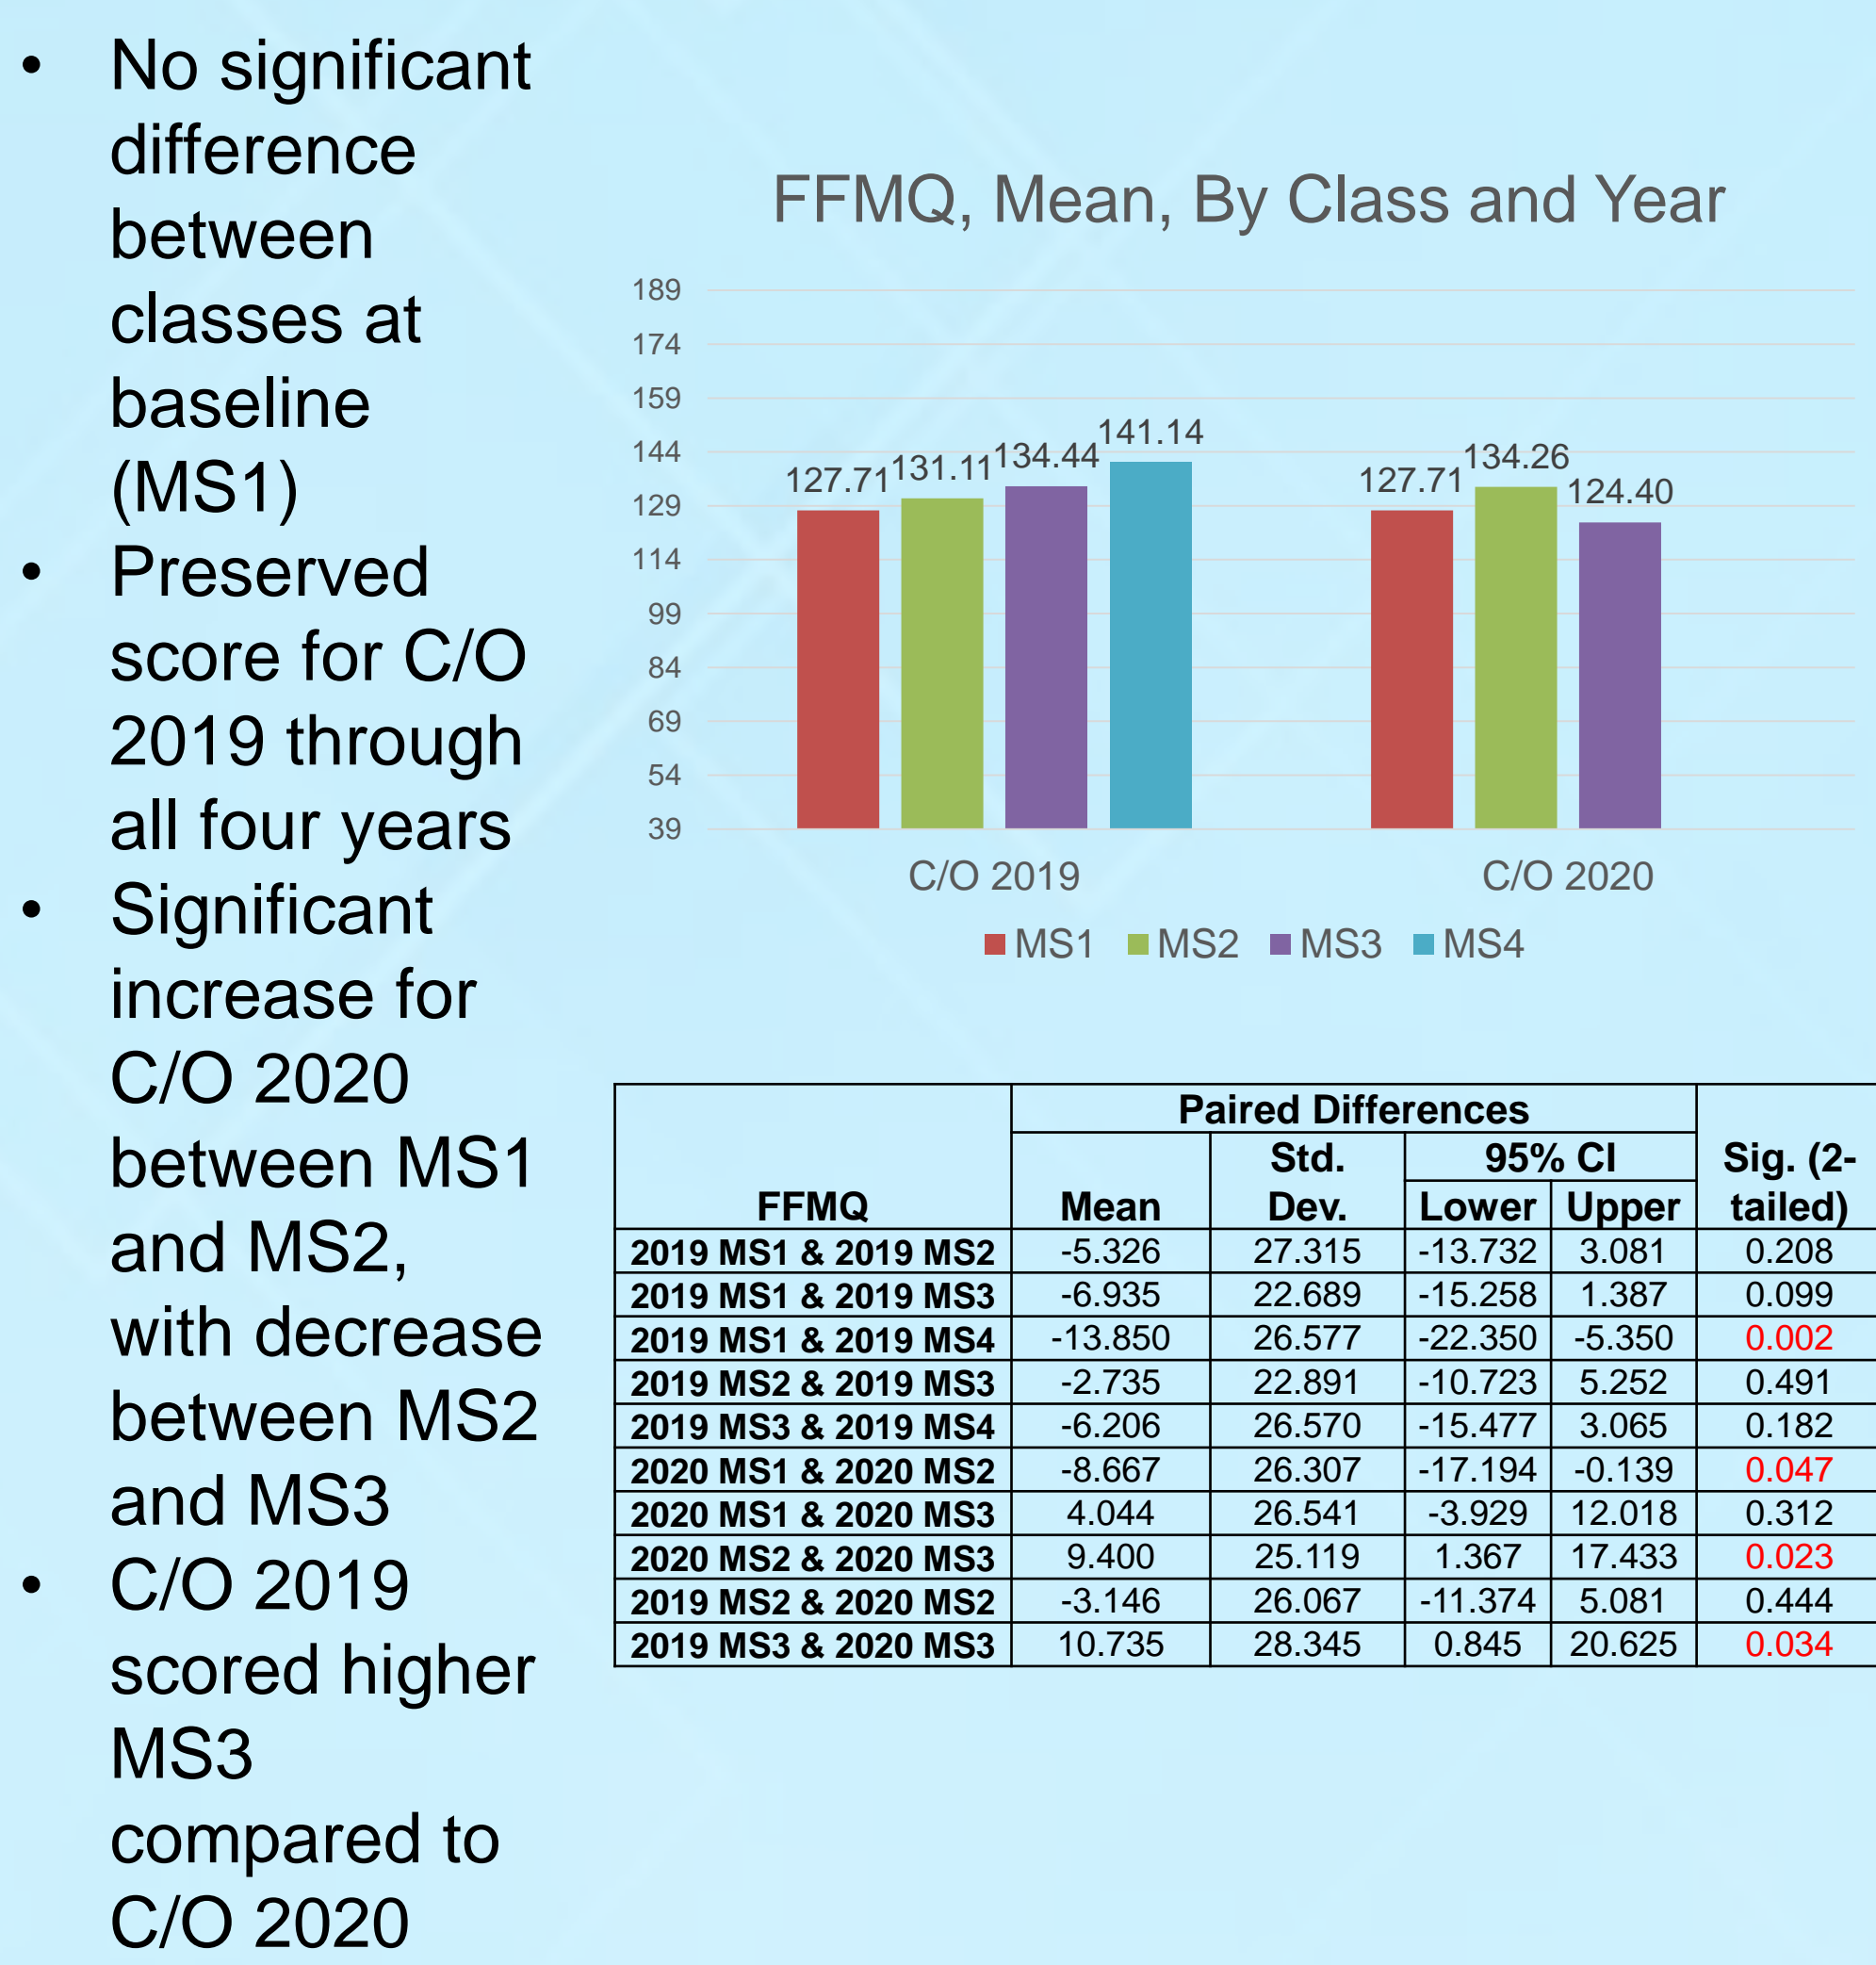 • No significant
difference
between
classes at
baseline
(MS1)
• Preserved
score for C/O
2019 through
all four years
• Significant
increase for
C/O 2020
between MS1
and MS2,
with decrease
between MS2
and MS3
• C/O 2019
scored higher
MS3
compared to
C/O 2020
FFMQ, Mean, By Class and Year
189
174
159
144
129
114
99
84
69
54
39
127.71 131.11 134.44 141.14
127.71 134.26 124.40
C/O 2019 C/O 2020
MS1 MS2 MS3 MS4
Paired Differences
Std. 95% CI Sig. (2-
FFMQ Mean Dev. Lower Upper tailed)
2019 MS1 & 2019 MS2 -5.326 27.315 -13.732 3.081 0.208
2019 MS1 & 2019 MS3 -6.935 22.689 -15.258 1.387 0.099
2019 MS1 & 2019 MS4 -13.850 26.577 -22.350 -5.350 0.002
2019 MS2 & 2019 MS3 -2.735 22.891 -10.723 5.252 0.491
2019 MS3 & 2019 MS4 -6.206 26.570 -15.477 3.065 0.182
2020 MS1 & 2020 MS2 -8.667 26.307 -17.194 -0.139 0.047
2020 MS1 & 2020 MS3 4.044 26.541 -3.929 12.018 0.312
2020 MS2 & 2020 MS3 9.400 25.119 1.367 17.433 0.023
2019 MS2 & 2020 MS2 -3.146 26.067 -11.374 5.081 0.444
2019 MS3 & 2020 MS3 10.735 28.345 0.845 20.625 0.034